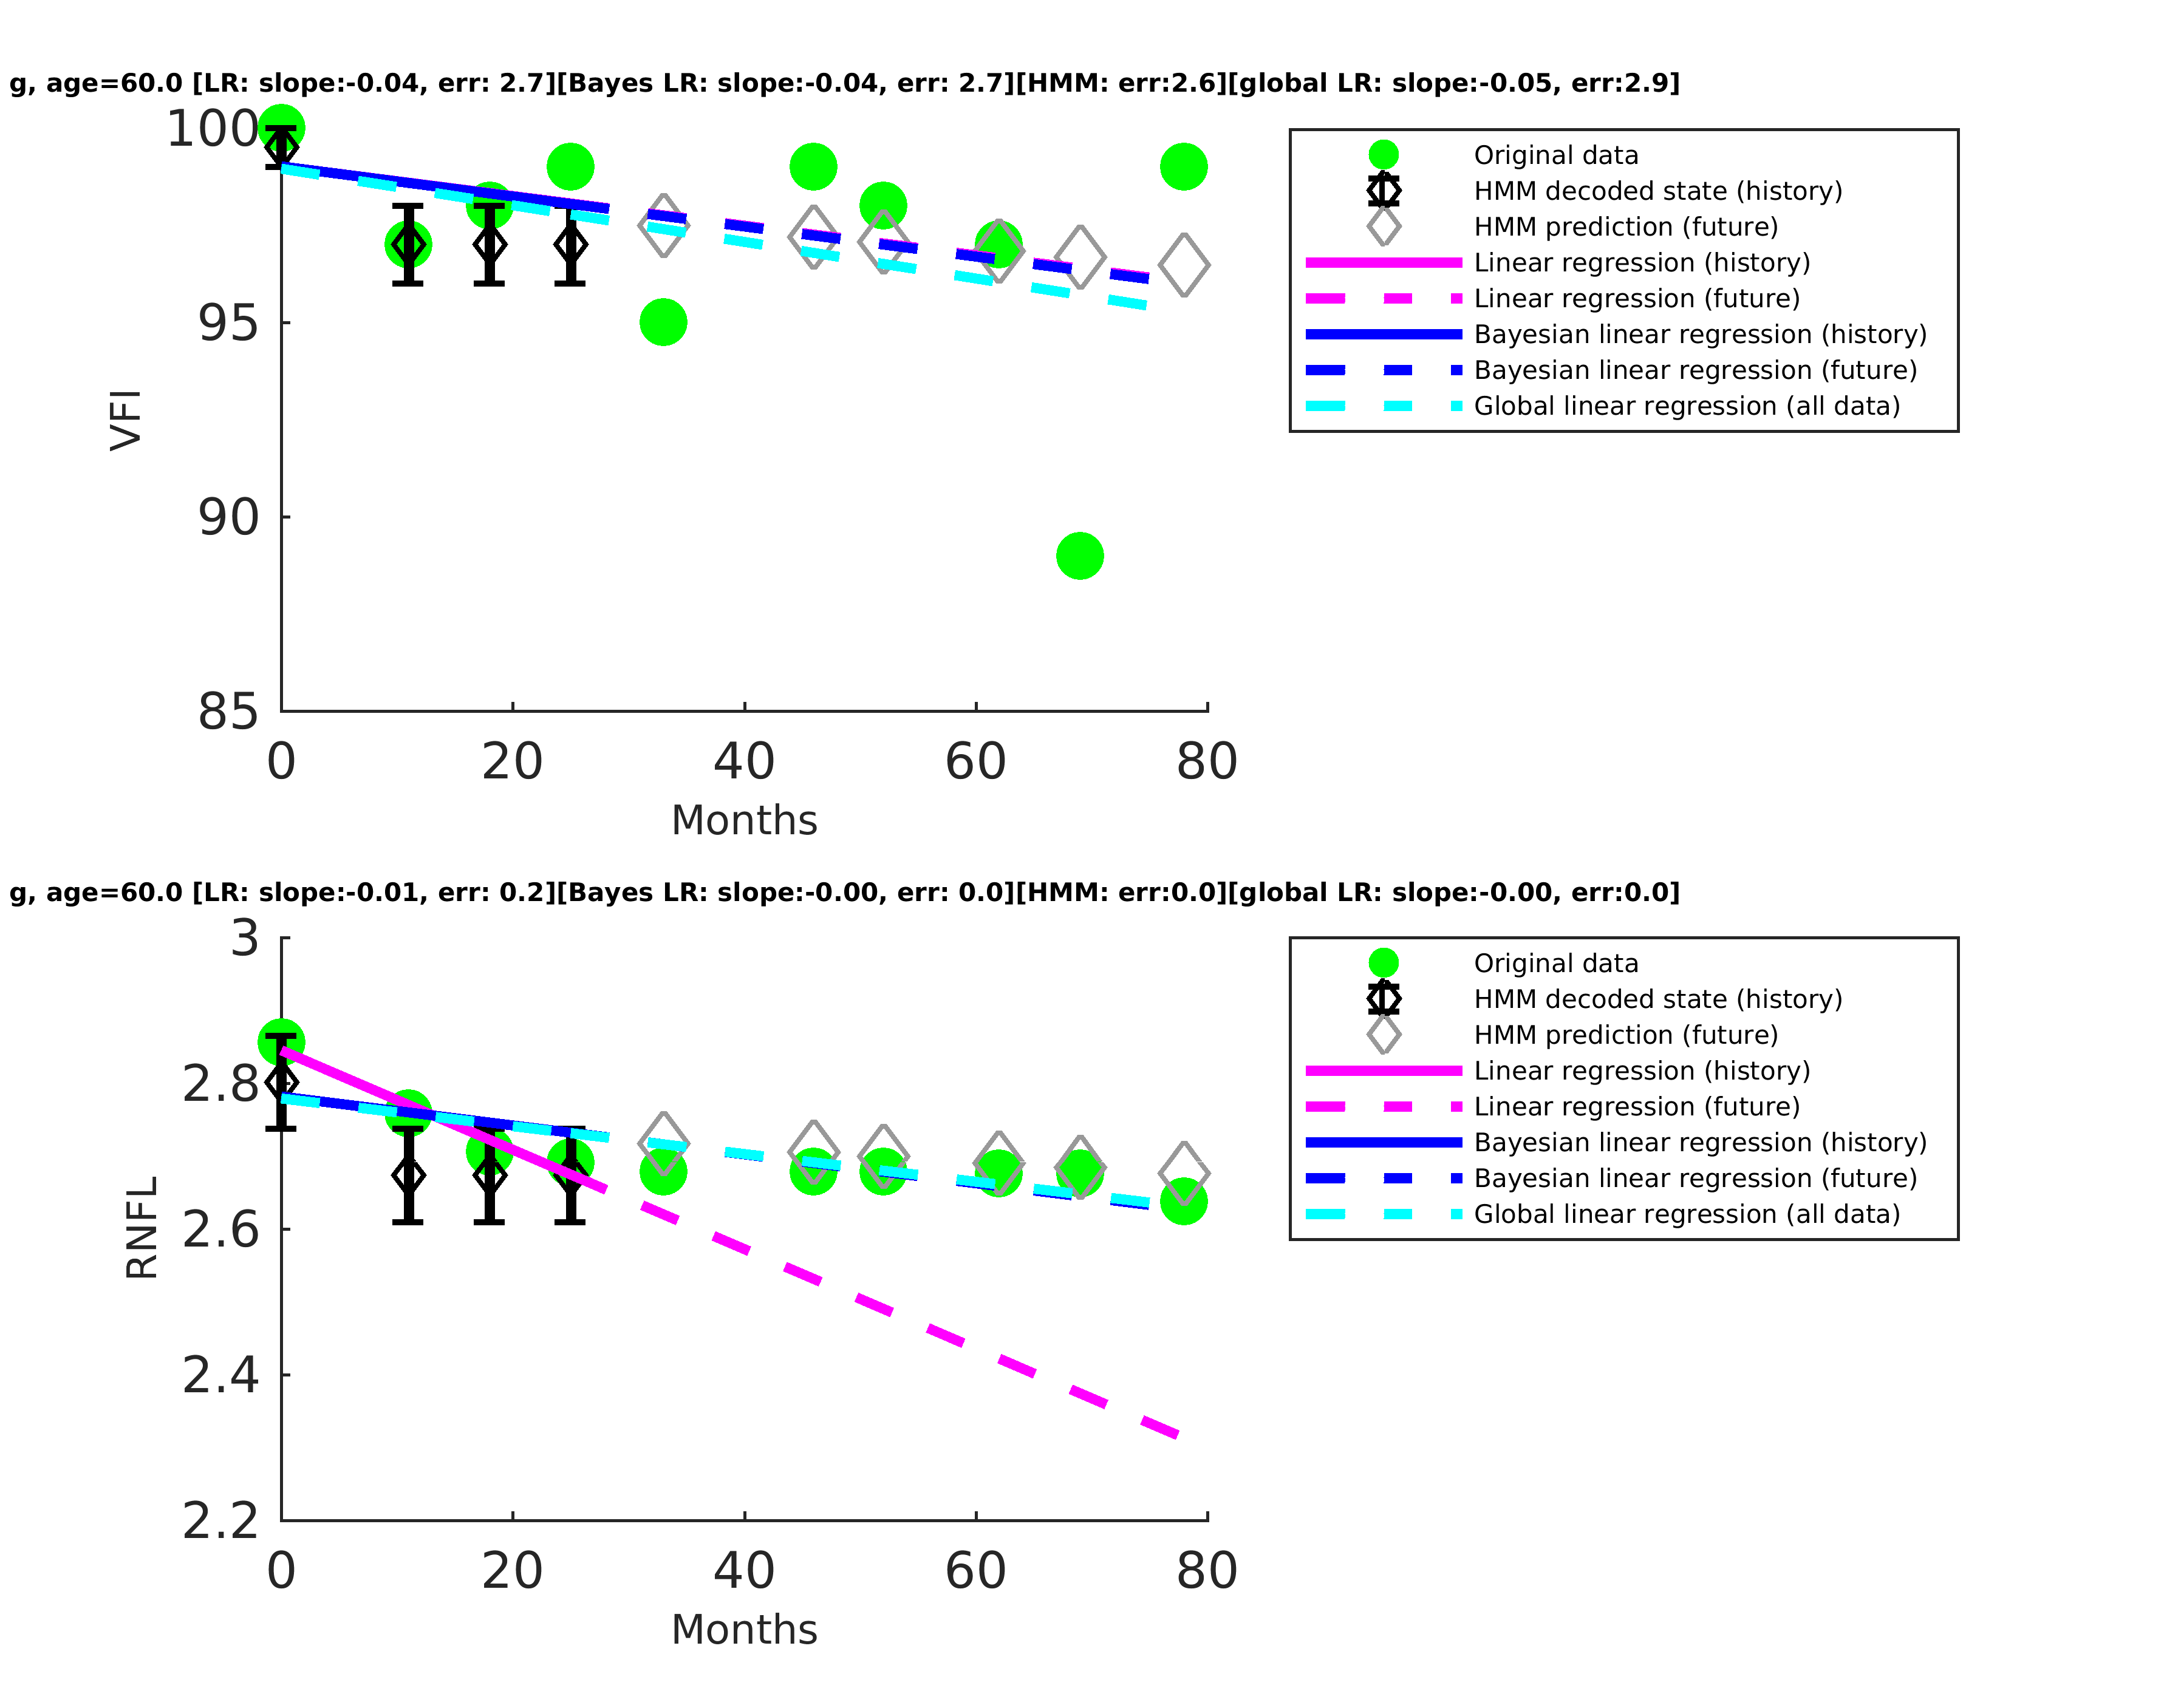 g, age=60.0 [LR: slope:-0.04, err: 2.7][Bayes LR: slope:-0.04, err: 2.7][HMM: err:2.6][global LR: slope:-0.05, err:2.9]
100
95
90
85
VFI
0 20 40 60 80
Months
Original data
HMM decoded state (history)
HMM prediction (future)
Linear regression (history)
Linear regression (future)
Bayesian linear regression (history)
Bayesian linear regression (future)
Global linear regression (all data)
g, age=60.0 [LR: slope:-0.01, err: 0.2][Bayes LR: slope:-0.00, err: 0.0][HMM: err:0.0][global LR: slope:-0.00, err:0.0]
3
2.8
2.6
2.4
2.2
RNFL
0 20 40 60 80
Months
Original data
HMM decoded state (history)
HMM prediction (future)
Linear regression (history)
Linear regression (future)
Bayesian linear regression (history)
Bayesian linear regression (future)
Global linear regression (all data)